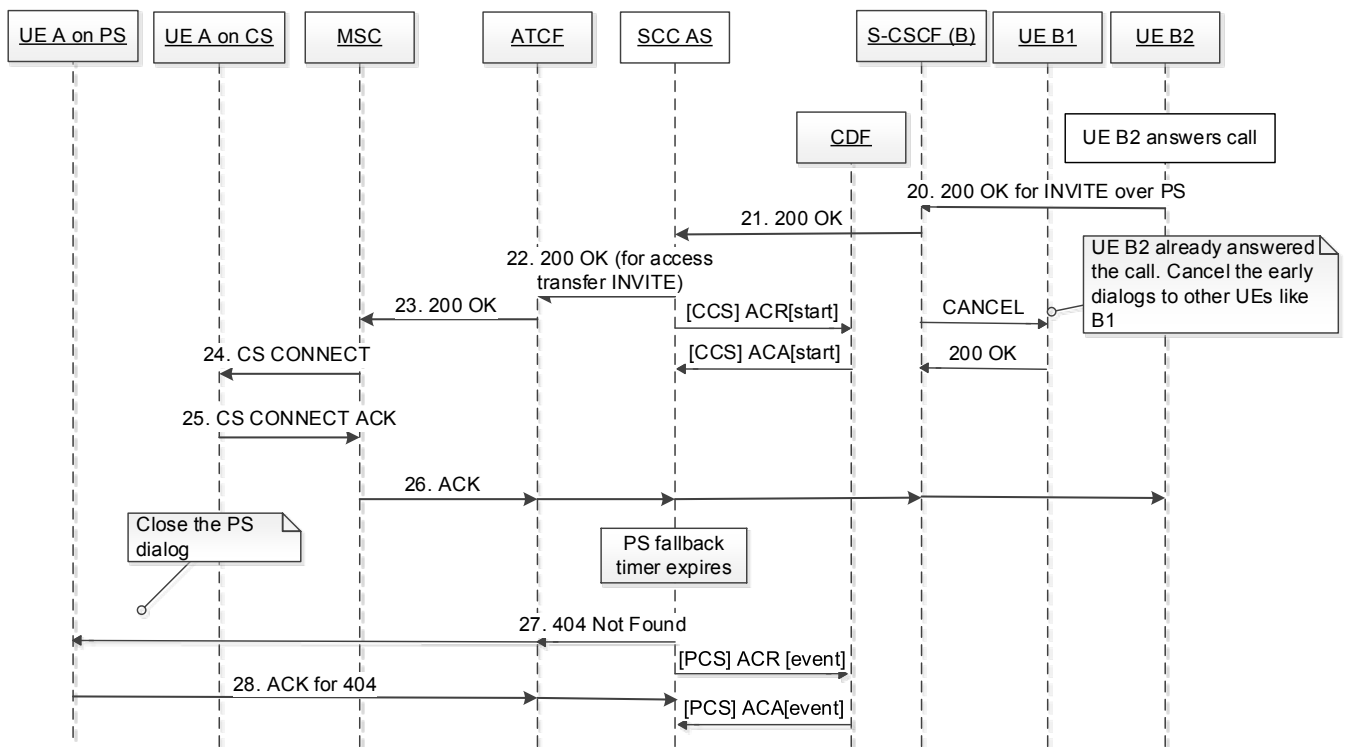 UE A on PS
UE A on CS
MSC
ATCF
SCC AS
S-CSCF (B)
UE B1
UE B2
CDF
UE B2 answers call
20. 200 OK for INVITE over PS
21. 200 OK
UE B2 already answered
the call. Cancel the early
dialogs to other UEs like
B1
22. 200 OK (for access
transfer INVITE)
23. 200 OK
[CCS] ACR[start]
CANCEL
24. CS CONNECT
[CCS] ACA[start]
200 OK
25. CS CONNECT ACK
26. ACK
Close the PS
dialog
PS fallback
timer expires
27. 404 Not Found
[PCS] ACR [event]
28. ACK for 404
[PCS] ACA[event]